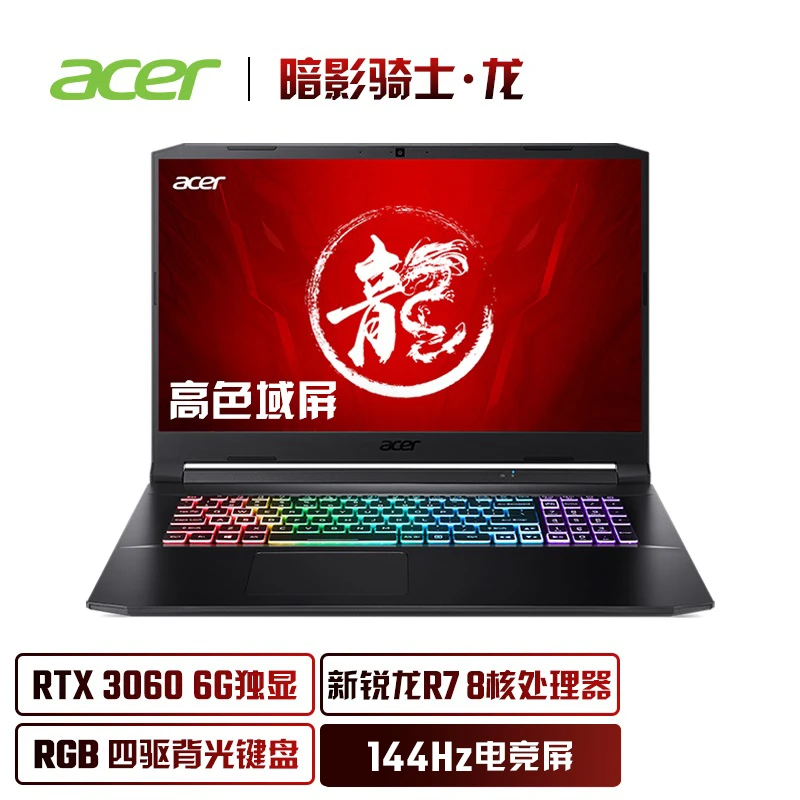 acer | 暗影骑士·龙
acer
龍
高色域屏
acer
RTX 3060 6G独显
新锐龙R7 8核处理器
RGB 四驱背光键盘
144Hz电竞屏